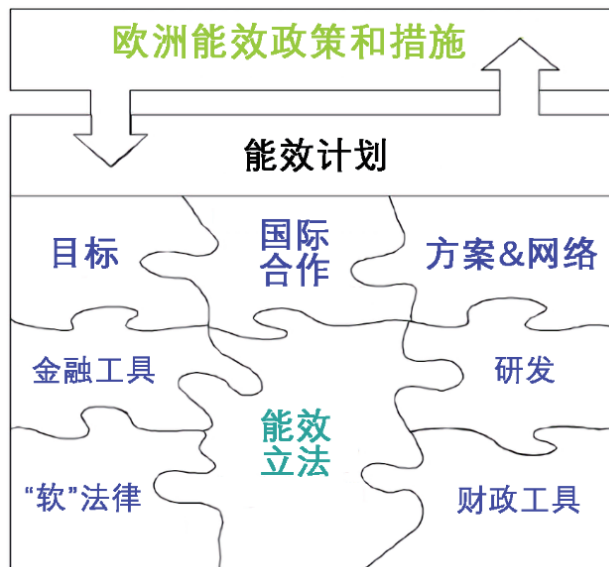 欧洲能效政策和措施
能效计划
目标
国际
合作
方案&网络
金融工具
研发
能效
立法
“软”法律
财政工具